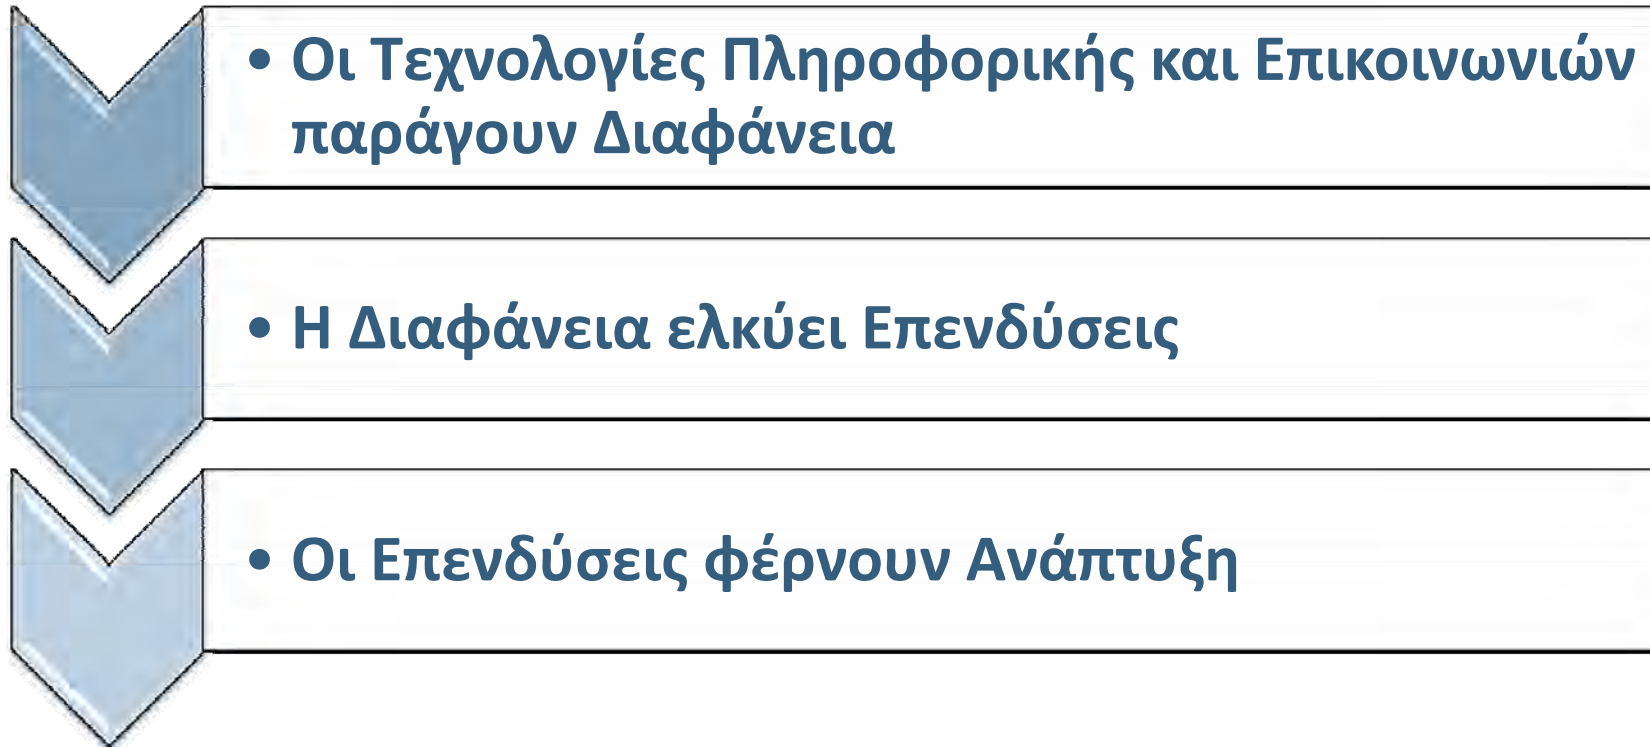 • Οι Τεχνολογίες Πληροφορικής και Επικοινωνιών
παράγουν Διαφάνεια
• Η Διαφάνεια ελκύει Επενδύσεις
• Οι Επενδύσεις φέρνουν Ανάπτυξη